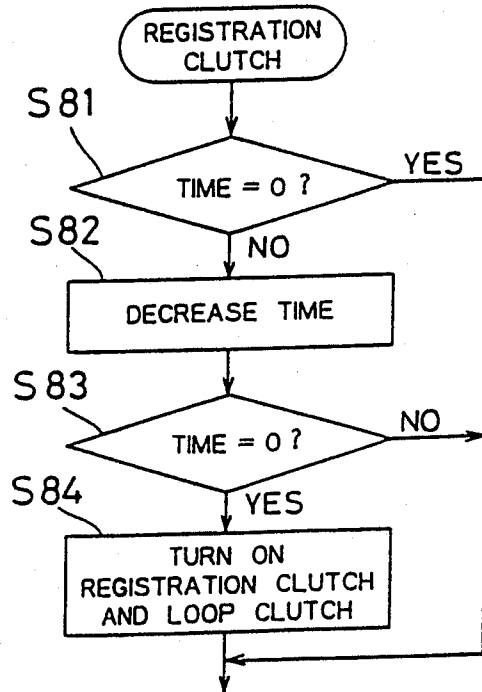 REGISTRATION
CLUTCH
S81
TIME = 0 ?
YES
NO
S82
DECREASE TIME
S83
TIME = 0 ?
NO
YES
S84
TURN ON
REGISTRATION CLUTCH
AND LOOP CLUTCH